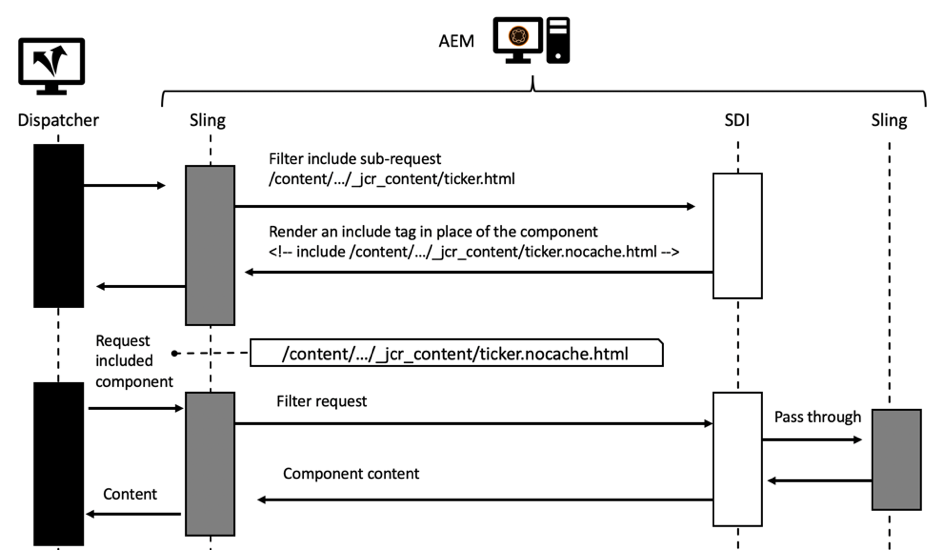 AEM
Dispatcher
Sling
SDI
Sling
Filter include sub-request
/content/.../_jcr_content/ticker.html
Render an include tag in place of the component
<!-- include /content/.../_jcr_content/ticker.nocache.html -->
Request
included
component
/content/.../_jcr_content/ticker.nocache.html
Filter request
Pass through
Component content
Content